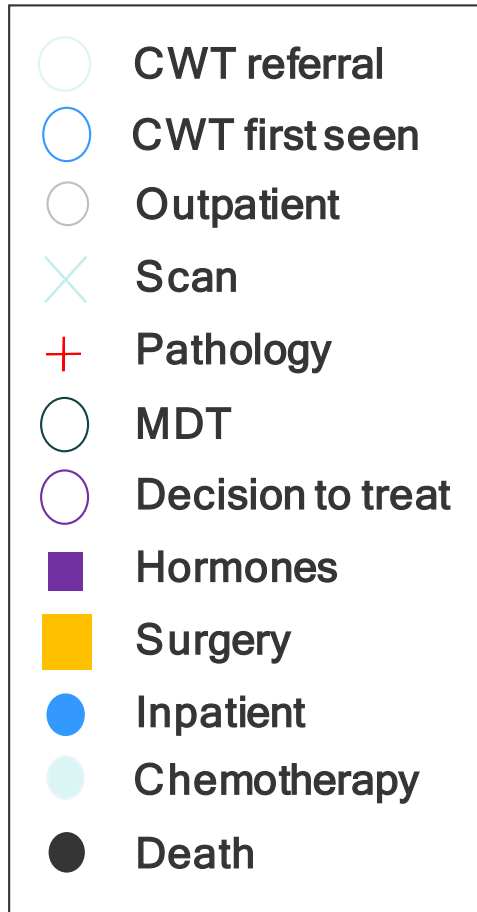 CWT referral
CWT first seen
Outpatient
Scan
Pathology
MDT
Decision to treat
Hormones
Surgery
Inpatient
Chemotherapy
Death